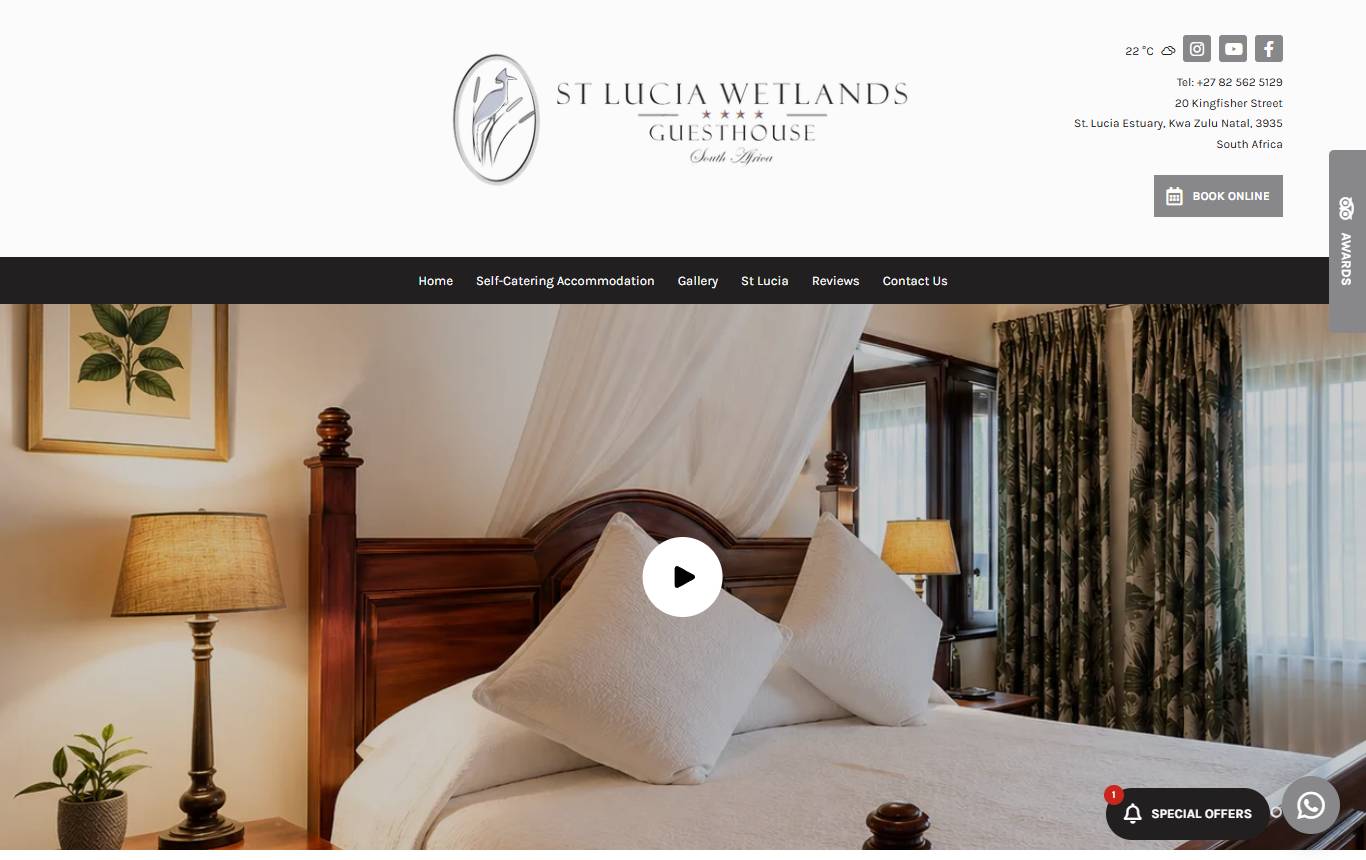 22 °C
ST LUCIA WETLANDS
GUESTHOUSE
South Africa
Tel: +27 82 562 5129
20 Kingfisher Street
St. Lucia Estuary, Kwa Zulu Natal, 3935
South Africa
BOOK ONLINE
AWARDS
Home Self-Catering Accommodation Gallery St Lucia Reviews Contact Us
1
SPECIAL OFFERS